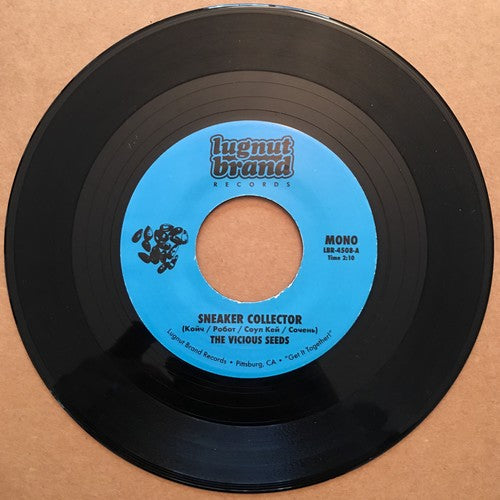 lugnut
brand
RECORDS
MONO
LBR-4508-A
Time 2:10
SNEAKER COLLECTOR
(Койч / Робот / Соул Кей / Сочень)
THE VICIOUS SEEDS
Lugnut Brand Records • Pittsburg, CA • "Get It Together!"